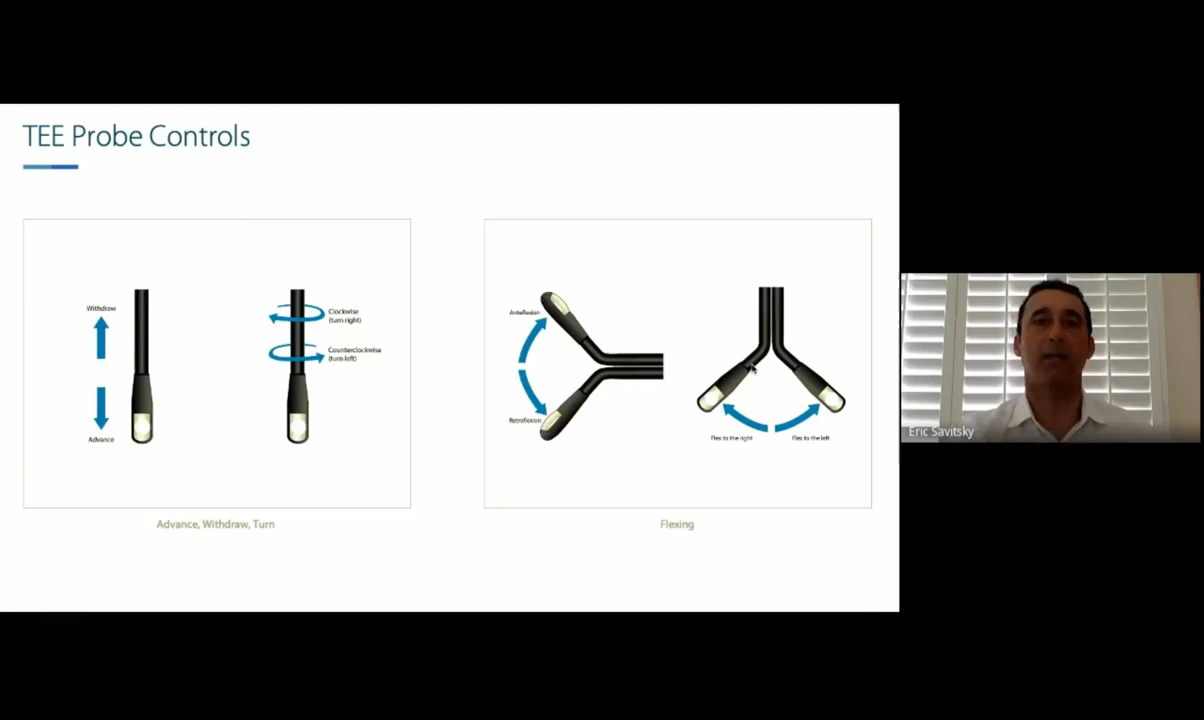 TEE Probe Controls
Withdraw
Advance
Clockwise
(turn right)
Counterclockwise
(turn left)
Advance, Withdraw, Turn
Anteflexion
Retroflexion
Flex to the right
Flex to the left
Flexing
Eric Savitsky